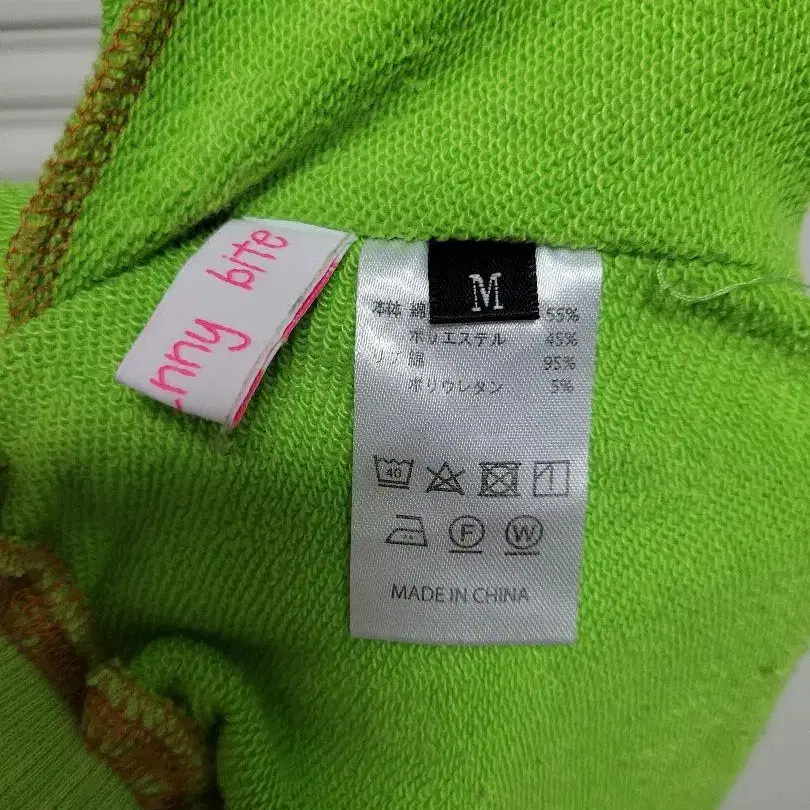 nny bite
M
本体 綿 55%
ポリエステル 45%
リブ 綿 95%
ポリウレタン 5%
40
F W
MADE IN CHINA